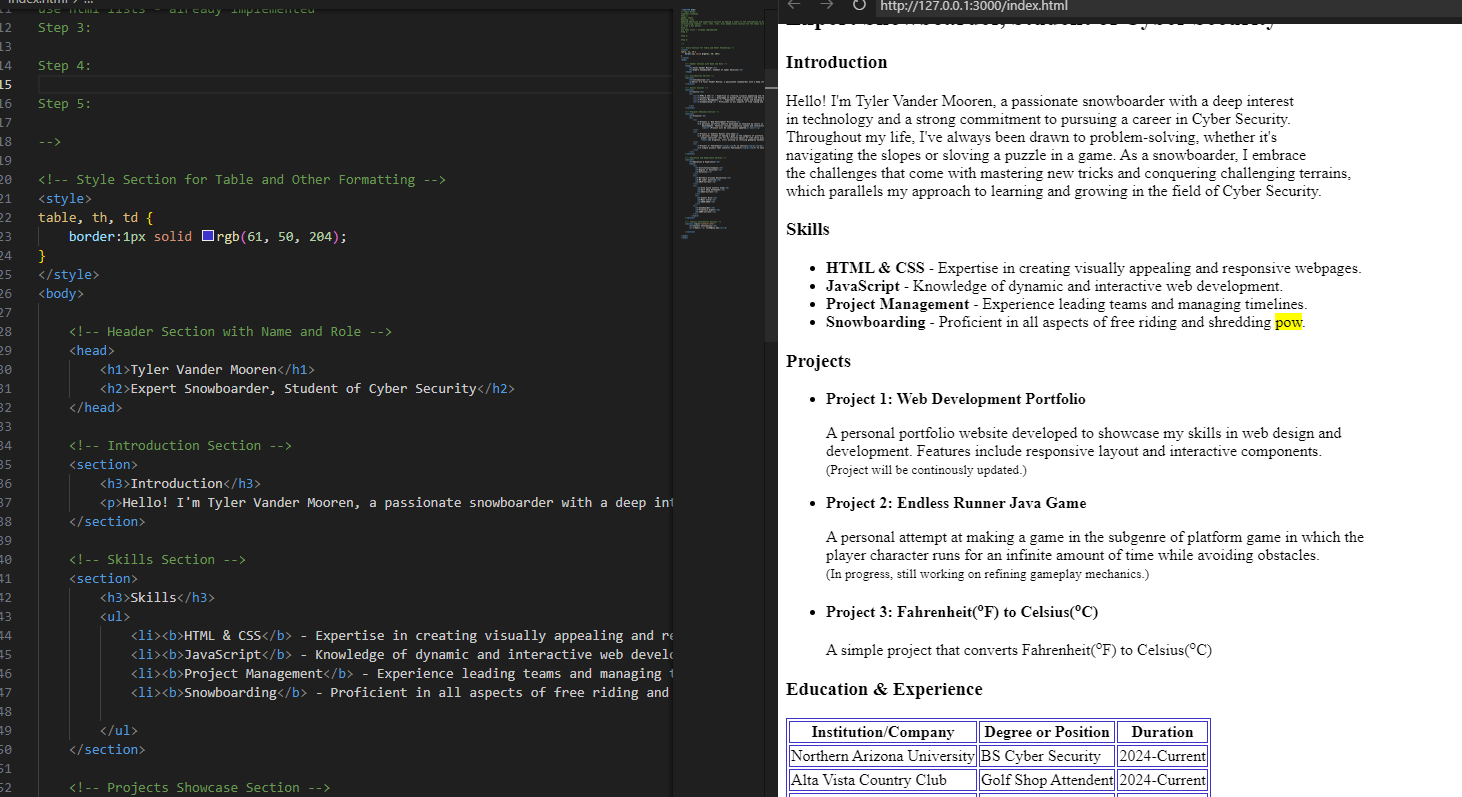 use html lists - already implemented
12 Step 3:
13
14 Step 4:
15
16 Step 5:
17
18 -->
19
20 <!-- Style Section for Table and Other Formatting -->
21 <style>
22 table, th, td {
23 border:1px solid rgb(61, 50, 204);
24 }
25 </style>
26 <body>
27
28 <!-- Header Section with Name and Role -->
29 <head>
30 <h1>Tyler Vander Mooren</h1>
31 <h2>Expert Snowboarder, Student of Cyber Security</h2>
32 </head>
33
34 <!-- Introduction Section -->
35 <section>
36 <h3>Introduction</h3>
37 <p>Hello! I'm Tyler Vander Mooren, a passionate snowboarder with a deep int
38 </section>
39
40 <!-- Skills Section -->
41 <section>
42 <h3>Skills</h3>
43 <ul>
44 <li><b>HTML & CSS</b> - Expertise in creating visually appealing and re
45 <li><b>JavaScript</b> - Knowledge of dynamic and interactive web develo
46 <li><b>Project Management</b> - Experience leading teams and managing t
47 <li><b>Snowboarding</b> - Proficient in all aspects of free riding and
48
49 </ul>
50 </section>
51
52 <!-- Projects Showcase Section -->
http://127.0.0.1:3000/index.html
Expert Snowboarder, Student of Cyber Security
Introduction
Hello! I'm Tyler Vander Mooren, a passionate snowboarder with a deep interest
in technology and a strong commitment to pursuing a career in Cyber Security.
Throughout my life, I've always been drawn to problem-solving, whether it's
navigating the slopes or sloving a puzzle in a game. As a snowboarder, I embrace
the challenges that come with mastering new tricks and conquering challenging terrains,
which parallels my approach to learning and growing in the field of Cyber Security.
Skills
• HTML & CSS - Expertise in creating visually appealing and responsive webpages.
• JavaScript - Knowledge of dynamic and interactive web development.
• Project Management - Experience leading teams and managing timelines.
• Snowboarding - Proficient in all aspects of free riding and shredding pow.
Projects
• Project 1: Web Development Portfolio
A personal portfolio website developed to showcase my skills in web design and
development. Features include responsive layout and interactive components.
(Project will be continously updated.)
• Project 2: Endless Runner Java Game
A personal attempt at making a game in the subgenre of platform game in which the
player character runs for an infinite amount of time while avoiding obstacles.
(In progress, still working on refining gameplay mechanics.)
• Project 3: Fahrenheit(ºF) to Celsius(ºC)
A simple project that converts Fahrenheit(ºF) to Celsius(ºC)
Education & Experience
Institution/Company Degree or Position Duration
Northern Arizona University BS Cyber Security 2024-Current
Alta Vista Country Club Golf Shop Attendent 2024-Current